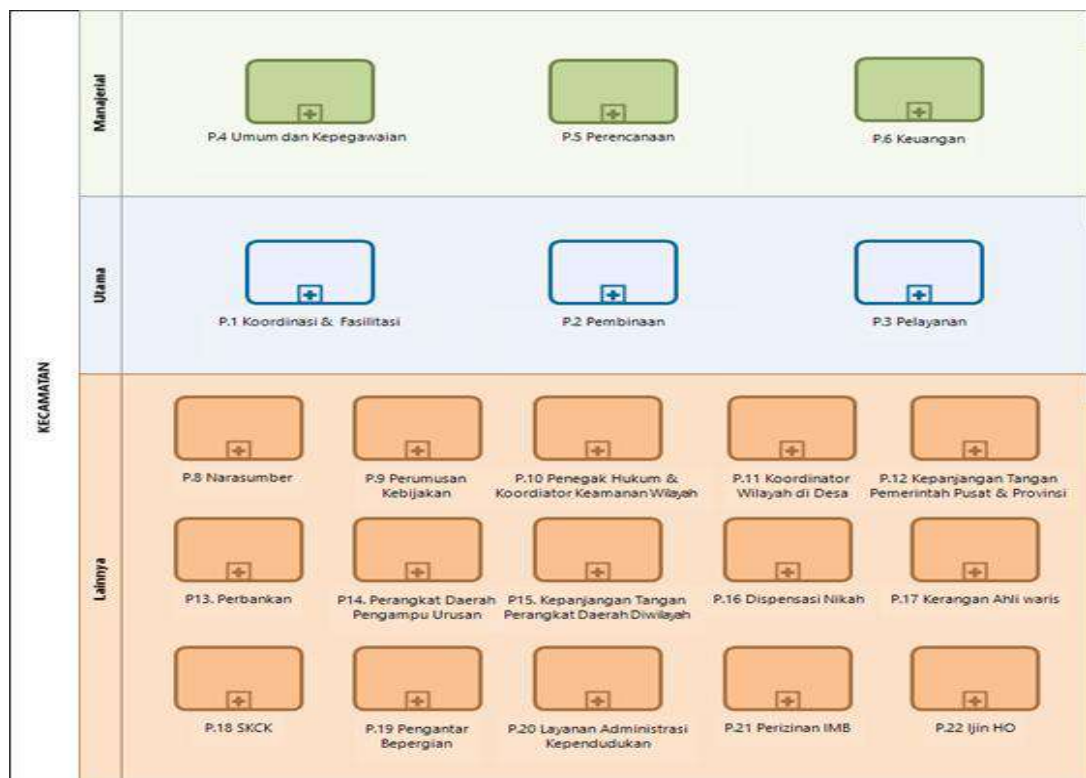 KECAMATAN
Manajerial
P.4 Umum dan Kepegawaian
P.5 Perencanaan
P.6 Keuangan
Utama
P.1 Koordinasi & Fasilitasi
P.2 Pembinaan
P.3 Pelayanan
Lainnya
P.8 Narasumber
P.9 Perumusan
Kebijakan
P.10 Penegak Hukum &
Koordiator Keamanan Wilayah
P.11 Koordinator
Wilayah di Desa
P.12 Kepanjangan Tangan
Pemerintah Pusat & Provinsi
P13. Perbankan
P14. Perangkat Daerah
Pengampu Urusan
P15. Kepanjangan Tangan
Perangkat Daerah Diwilayah
P.16 Dispensasi Nikah
P.17 Kerangan Ahli waris
P.18 SKCK
P.19 Pengantar
Bepergian
P.20 Layanan Administrasi
Kependudukan
P.21 Perizinan IMB
P.22 Ijin HO